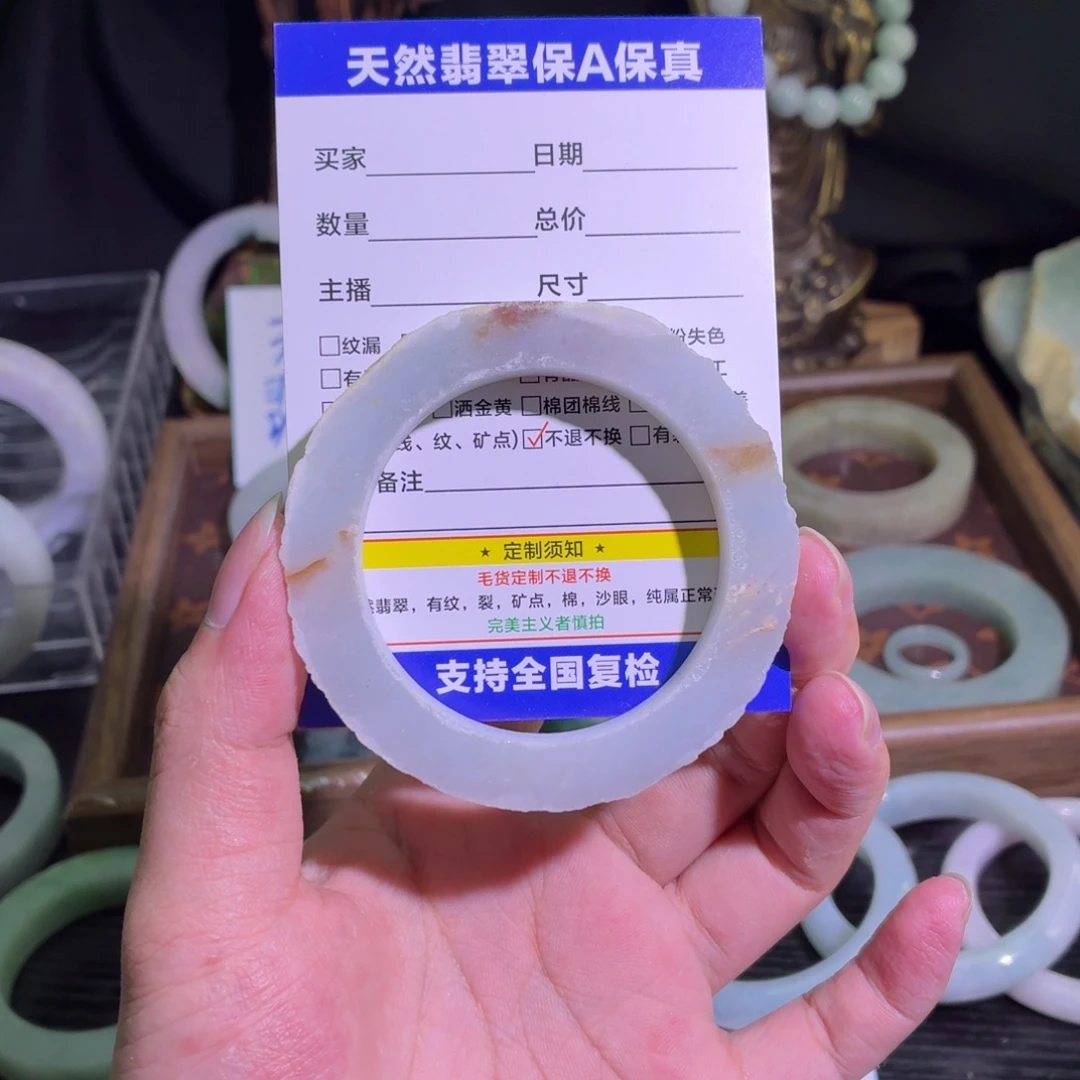 天然翡翠保A保真
买家 日期
数量 总价
主播 尺寸
□纹漏 失色
□有
□洒金黄 □棉团棉线 □
线、纹、矿点) ☑不退不换 □有
备注
★ 定制须知 ★
毛货定制不退不换
翡翠，有纹，裂，矿点，棉，沙眼，纯属正常
完美主义者慎拍
支持全国复检